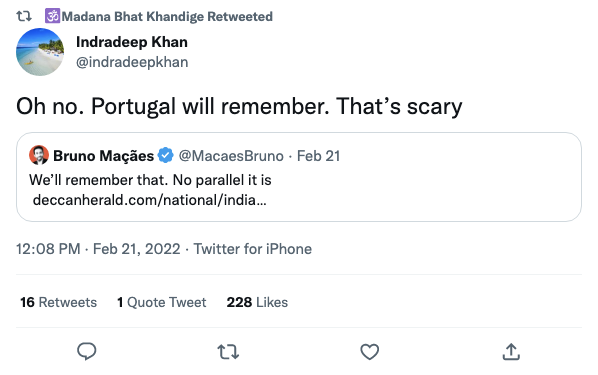 🕉Madana Bhat Khandige Retweeted
Indradeep Khan
@indradeepkhan
Oh no. Portugal will remember. That’s scary
Bruno Maçães @MacaesBruno · Feb 21
We’ll remember that. No parallel it is
deccanherald.com/national/india…
12:08 PM · Feb 21, 2022 · Twitter for iPhone
16 Retweets 1 Quote Tweet 228 Likes